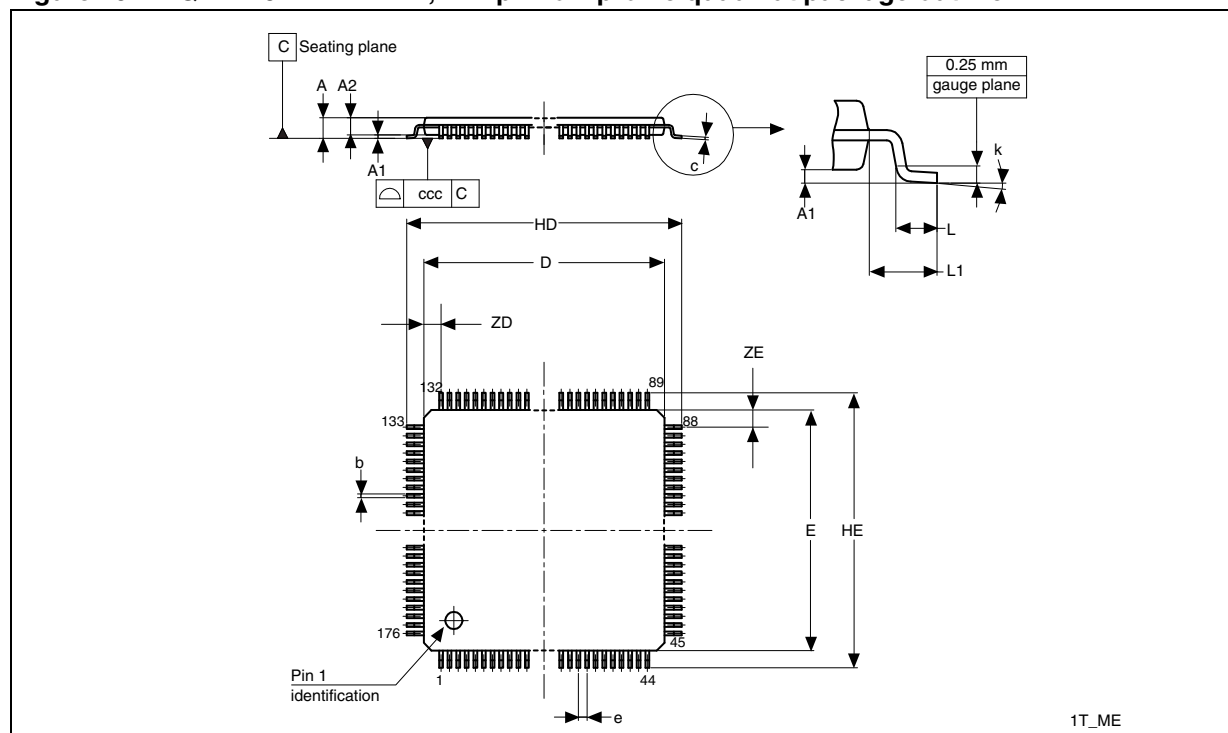 C Seating plane
0.25 mm
gauge plane
A A2
k
c
A1
ccc C
A1
HD
L
D
L1
ZD
ZE
132
89
133
88
b
E
HE
176
45
Pin 1
identification
1
44
e
1T_ME